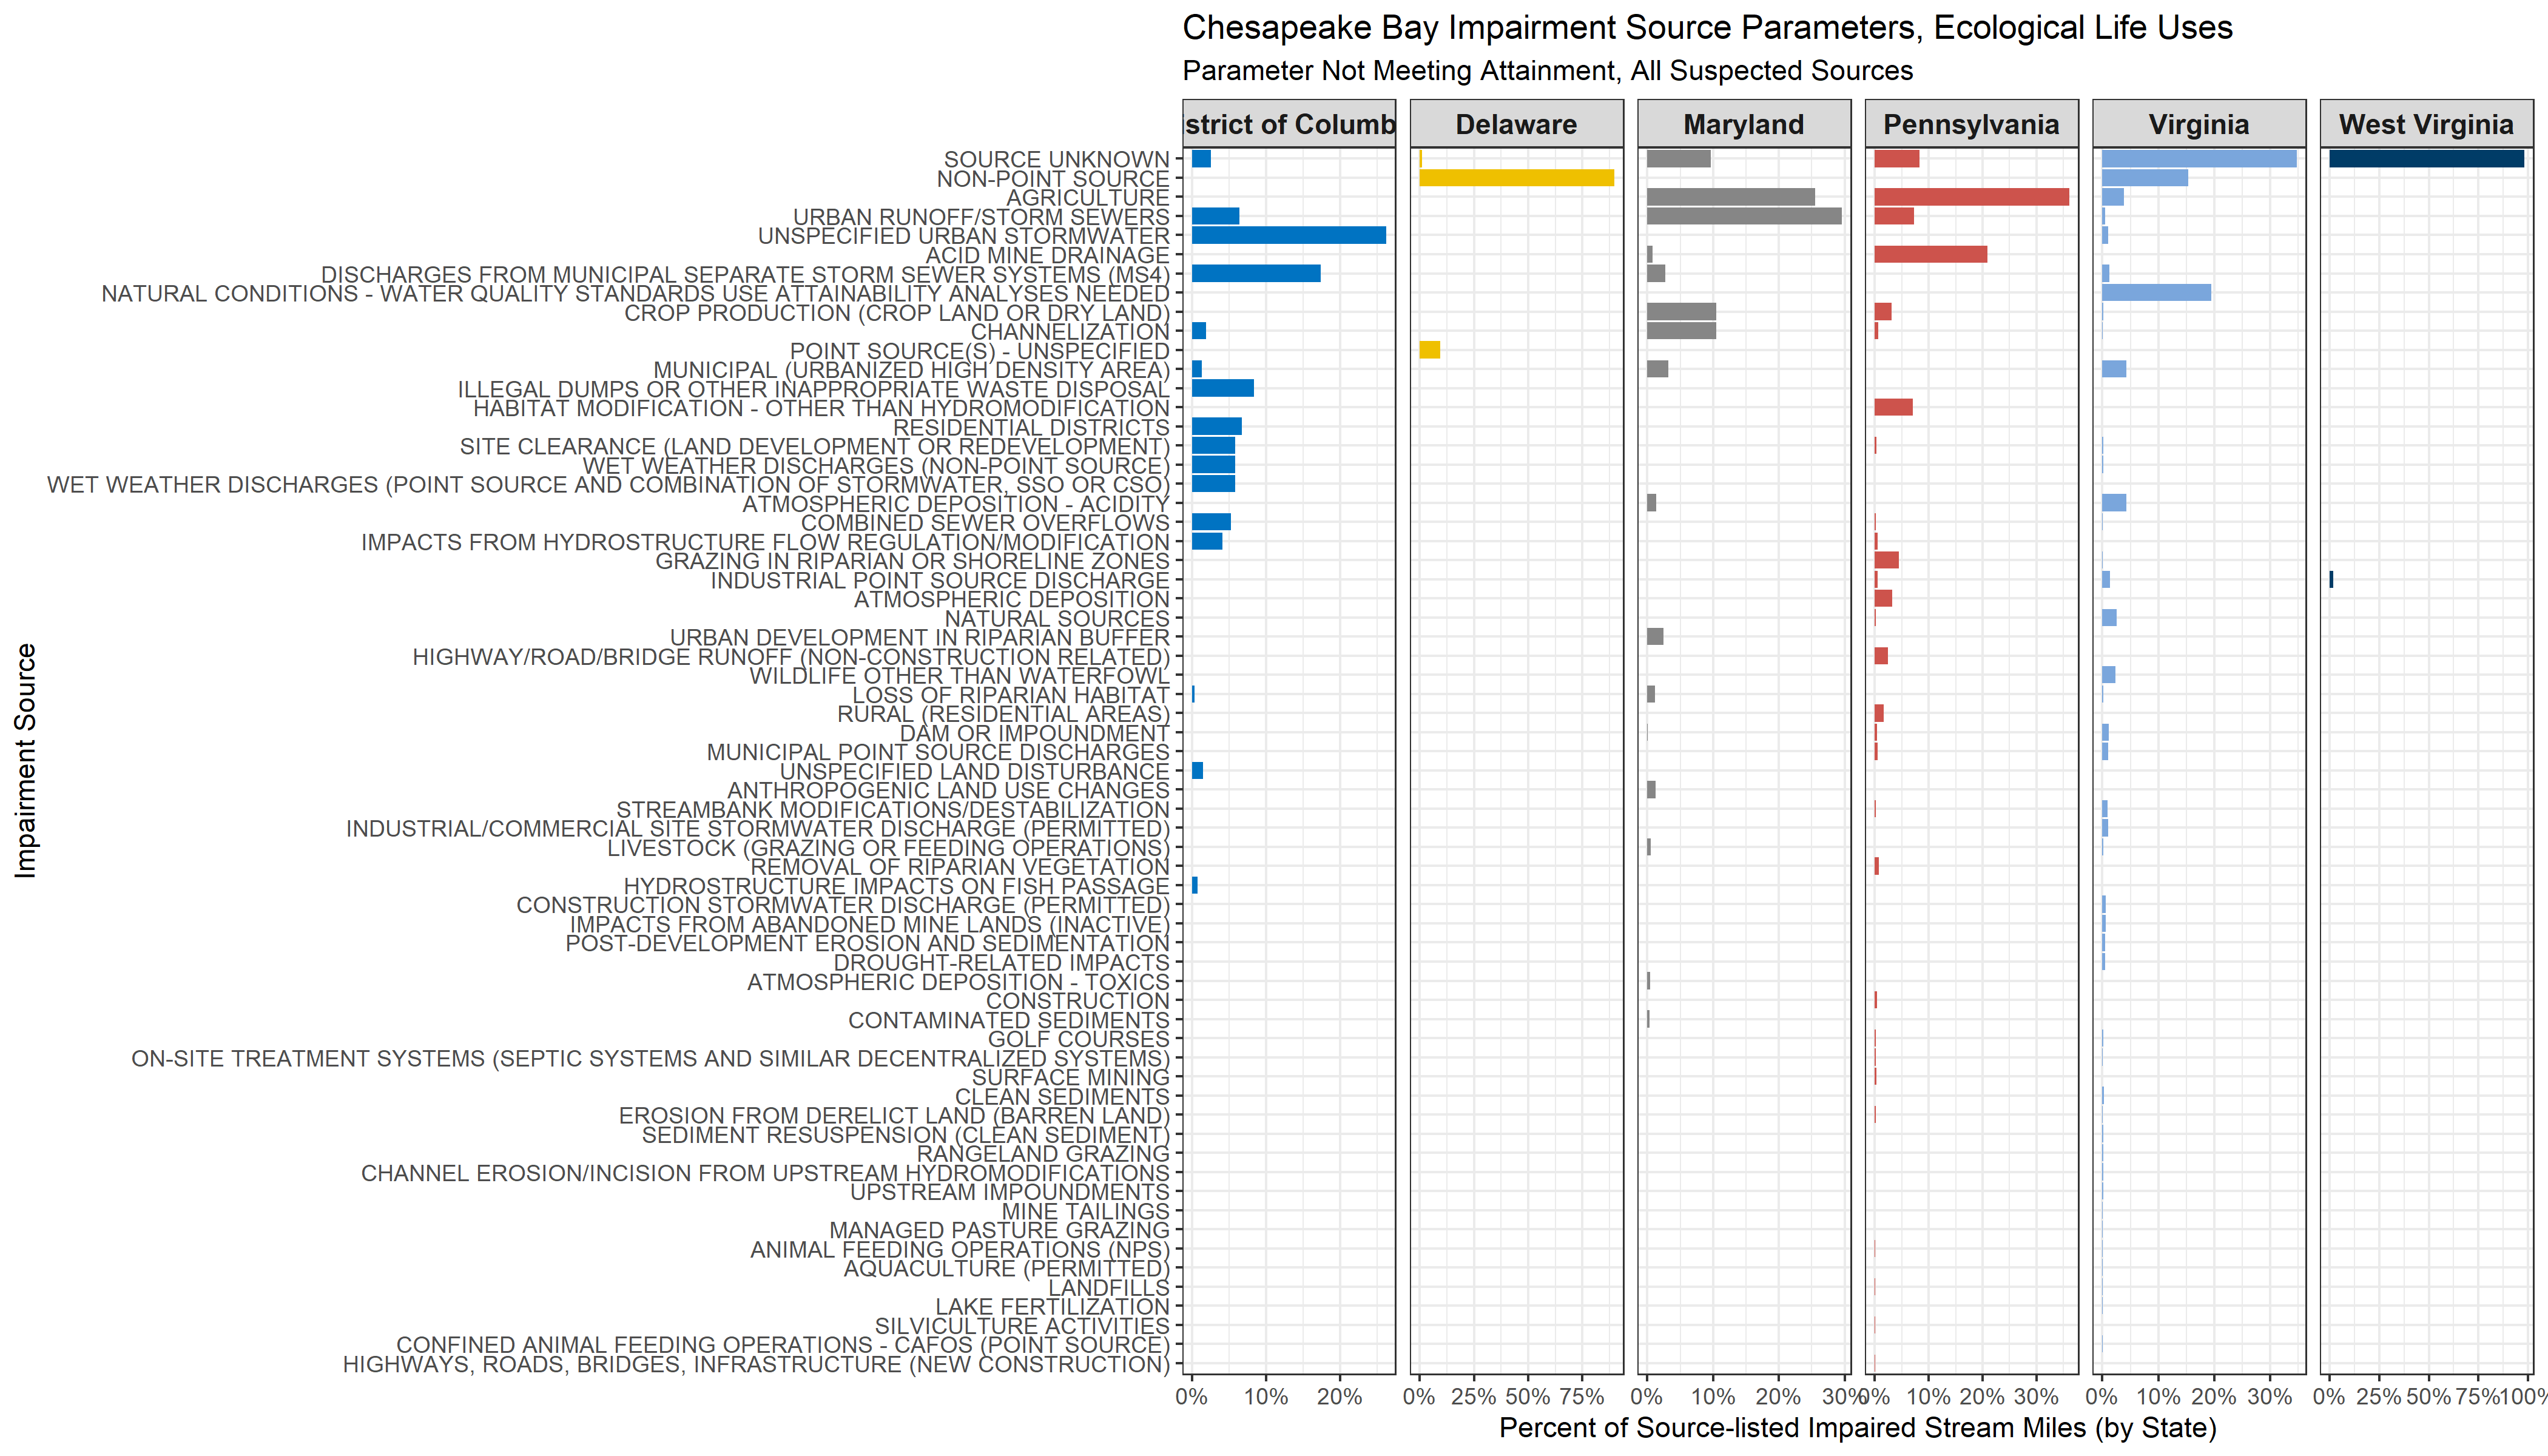 Chesapeake Bay Impairment Source Parameters, Ecological Life Uses
Parameter Not Meeting Attainment, All Suspected Sources
istrict of Columb Delaware Maryland Pennsylvania Virginia West Virginia
SOURCE UNKNOWN
NON-POINT SOURCE
AGRICULTURE
URBAN RUNOFF/STORM SEWERS
UNSPECIFIED URBAN STORMWATER
ACID MINE DRAINAGE
DISCHARGES FROM MUNICIPAL SEPARATE STORM SEWER SYSTEMS (MS4)
NATURAL CONDITIONS - WATER QUALITY STANDARDS USE ATTAINABILITY ANALYSES NEEDED
CROP PRODUCTION (CROP LAND OR DRY LAND)
CHANNELIZATION
POINT SOURCE(S) - UNSPECIFIED
MUNICIPAL (URBANIZED HIGH DENSITY AREA)
ILLEGAL DUMPS OR OTHER INAPPROPRIATE WASTE DISPOSAL
HABITAT MODIFICATION - OTHER THAN HYDROMODIFICATION
RESIDENTIAL DISTRICTS
SITE CLEARANCE (LAND DEVELOPMENT OR REDEVELOPMENT)
WET WEATHER DISCHARGES (NON-POINT SOURCE)
WET WEATHER DISCHARGES (POINT SOURCE AND COMBINATION OF STORMWATER, SSO OR CSO)
ATMOSPHERIC DEPOSITION - ACIDITY
COMBINED SEWER OVERFLOWS
IMPACTS FROM HYDROSTRUCTURE FLOW REGULATION/MODIFICATION
GRAZING IN RIPARIAN OR SHORELINE ZONES
INDUSTRIAL POINT SOURCE DISCHARGE
ATMOSPHERIC DEPOSITION
NATURAL SOURCES
URBAN DEVELOPMENT IN RIPARIAN BUFFER
HIGHWAY/ROAD/BRIDGE RUNOFF (NON-CONSTRUCTION RELATED)
WILDLIFE OTHER THAN WATERFOWL
LOSS OF RIPARIAN HABITAT
RURAL (RESIDENTIAL AREAS)
DAM OR IMPOUNDMENT
MUNICIPAL POINT SOURCE DISCHARGES
UNSPECIFIED LAND DISTURBANCE
ANTHROPOGENIC LAND USE CHANGES
STREAMBANK MODIFICATIONS/DESTABILIZATION
INDUSTRIAL/COMMERCIAL SITE STORMWATER DISCHARGE (PERMITTED)
LIVESTOCK (GRAZING OR FEEDING OPERATIONS)
REMOVAL OF RIPARIAN VEGETATION
HYDROSTRUCTURE IMPACTS ON FISH PASSAGE
CONSTRUCTION STORMWATER DISCHARGE (PERMITTED)
IMPACTS FROM ABANDONED MINE LANDS (INACTIVE)
POST-DEVELOPMENT EROSION AND SEDIMENTATION
DROUGHT-RELATED IMPACTS
ATMOSPHERIC DEPOSITION - TOXICS
CONSTRUCTION
CONTAMINATED SEDIMENTS
GOLF COURSES
ON-SITE TREATMENT SYSTEMS (SEPTIC SYSTEMS AND SIMILAR DECENTRALIZED SYSTEMS)
SURFACE MINING
CLEAN SEDIMENTS
EROSION FROM DERELICT LAND (BARREN LAND)
SEDIMENT RESUSPENSION (CLEAN SEDIMENT)
RANGELAND GRAZING
CHANNEL EROSION/INCISION FROM UPSTREAM HYDROMODIFICATIONS
UPSTREAM IMPOUNDMENTS
MINE TAILINGS
MANAGED PASTURE GRAZING
ANIMAL FEEDING OPERATIONS (NPS)
AQUACULTURE (PERMITTED)
LANDFILLS
LAKE FERTILIZATION
SILVICULTURE ACTIVITIES
CONFINED ANIMAL FEEDING OPERATIONS - CAFOS (POINT SOURCE)
HIGHWAYS, ROADS, BRIDGES, INFRASTRUCTURE (NEW CONSTRUCTION)
Impairment Source
0% 10% 20% 0% 25% 50% 75% 0% 10% 20% 30% 0% 10% 20% 30% 0% 10% 20% 30% 0% 25% 50% 75% 100%
Percent of Source-listed Impaired Stream Miles (by State)